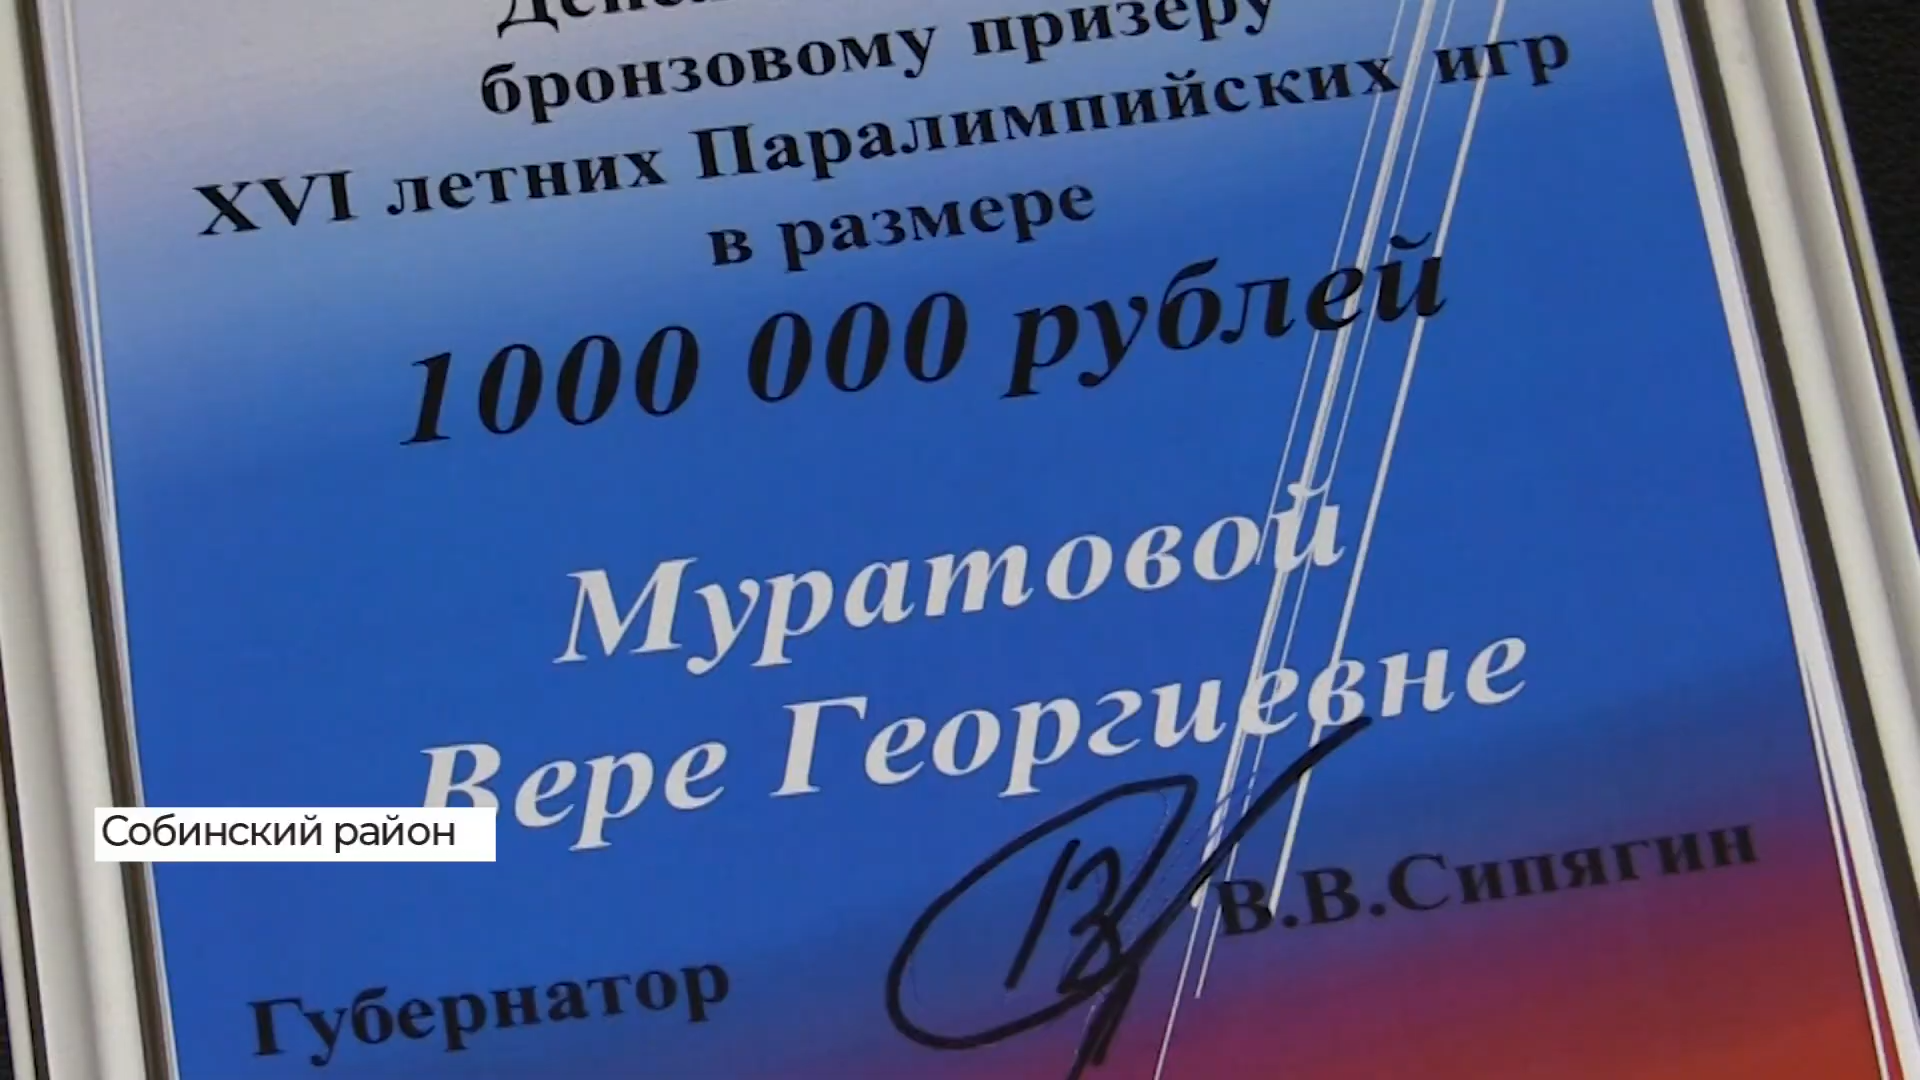 бронзовому призеру
XVI летних Паралимпийских игр
в размере
1000 000 рублей
Муратовой
Вере Георгиевне
Собинский район
Губернатор В.В.Сипягин